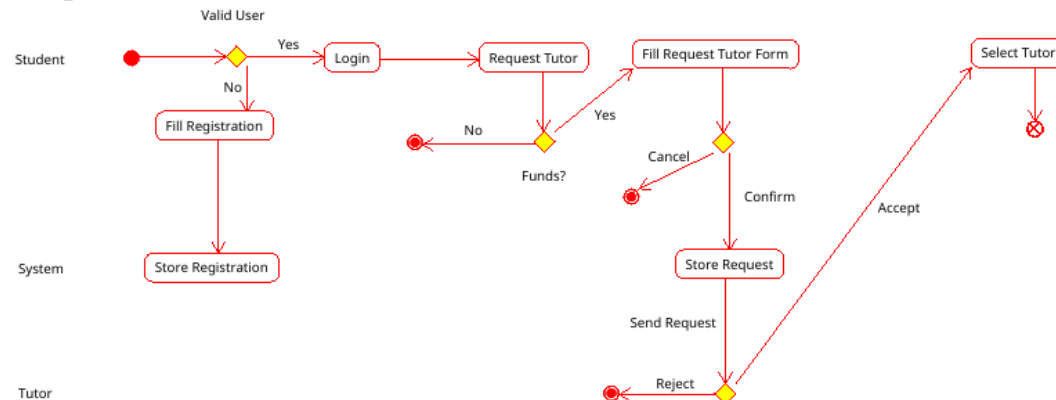 Valid User
Student
Yes
Login
Request Tutor
Fill Request Tutor Form
Select Tutor
No
Fill Registration
No
Yes
Funds?
Cancel
Confirm
Accept
System
Store Registration
Store Request
Send Request
Tutor
Reject